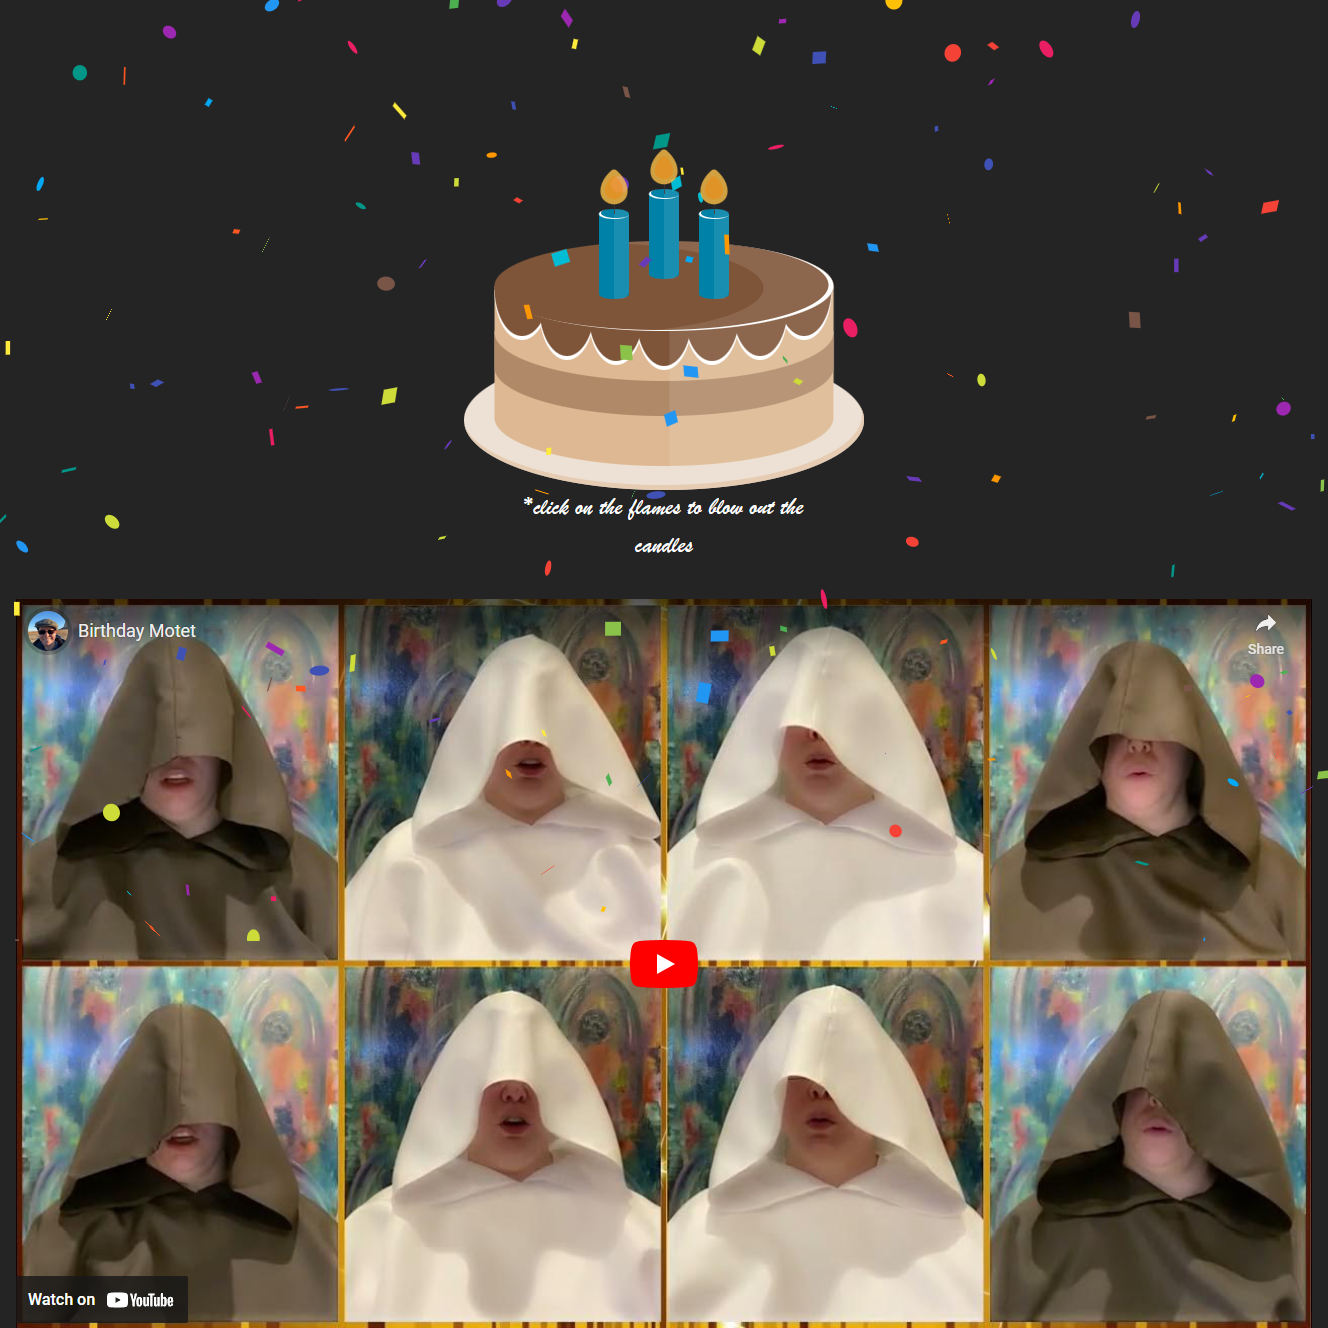 *click on the flames to blow out the
candles
Birthday Motet
Share
Watch on YouTube